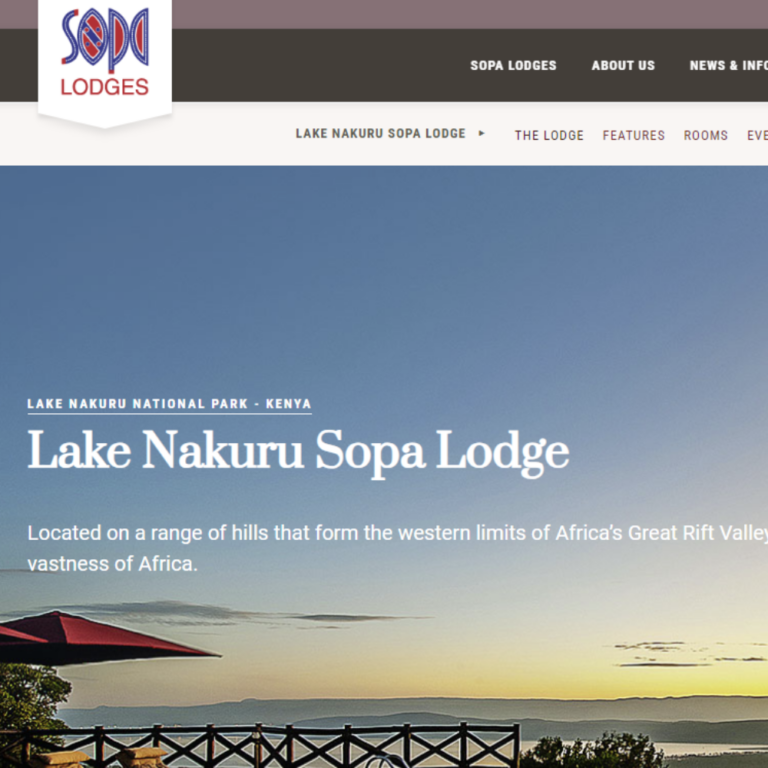 SOPA
LODGES
SOPA LODGES ABOUT US NEWS & INFO
LAKE NAKURU SOPA LODGE ▸ THE LODGE FEATURES ROOMS
LAKE NAKURU NATIONAL PARK - KENYA
Lake Nakuru Sopa Lodge
Located on a range of hills that form the western limits of Africa's Great Rift Valley
vastness of Africa.